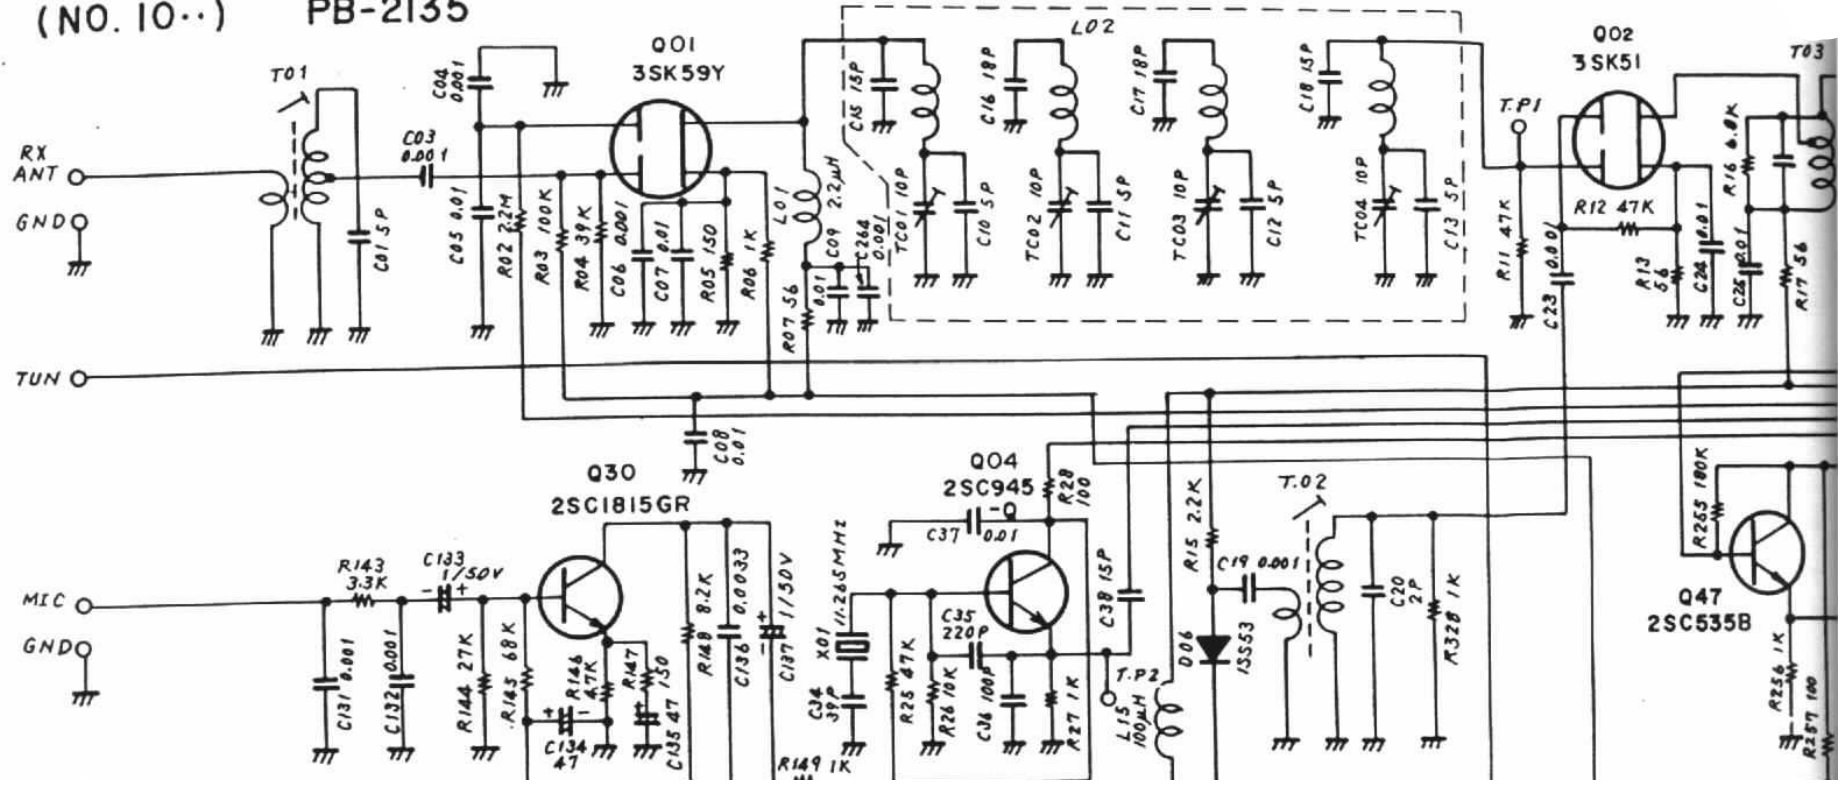 (NO. 10··) PB-2135
T01
RX
ANT
GND
C01 5P
C03
0.001
C04
0.001
C05 0.01
R02 2.2M
R03 100K
Q01
3SK59Y
R04 39K
C06 0.001
C07 0.01
R05 150
R06 1K
L01
2.2μH
R07 56
C09
0.01
C264
0.001
L02
C15 15P
TC01 10P
C10 5P
C16 18P
TC02 10P
C11 5P
C17 18P
TC03 10P
C12 5P
C18 15P
TC04 10P
C13 5P
T.P1
R11 47K
Q02
3SK51
C23 0.001
R12 47K
R13
56
C24 0.01
T03
R16 6.8K
C25 0.01
R17 56
TUN
C08
0.01
Q30
2SC1815GR
MIC
GND
R143
3.3K
C133
1/50V
- +
C131 0.001
C132 0.001
R144 27K
R145 68K
R146
4.7K
R147
150
+ -
C134
47
+
C135 47
R148 8.2K
C136 0.0033
+
-
C137 1/50V
R149 1K
Q04
2SC945
-Q
C37 0.01
R28
100
X01 11.265MHz
C34
39P
R25 47K
C35
220P
R26 10K
C36 100P
R27 1K
C38 15P
T.P2
L15
100μH
R15 2.2K
D06
1SS53
C19 0.001
T.02
C20
2P
R328 1K
R255 180K
Q47
2SC535B
R256 1K
R257 100